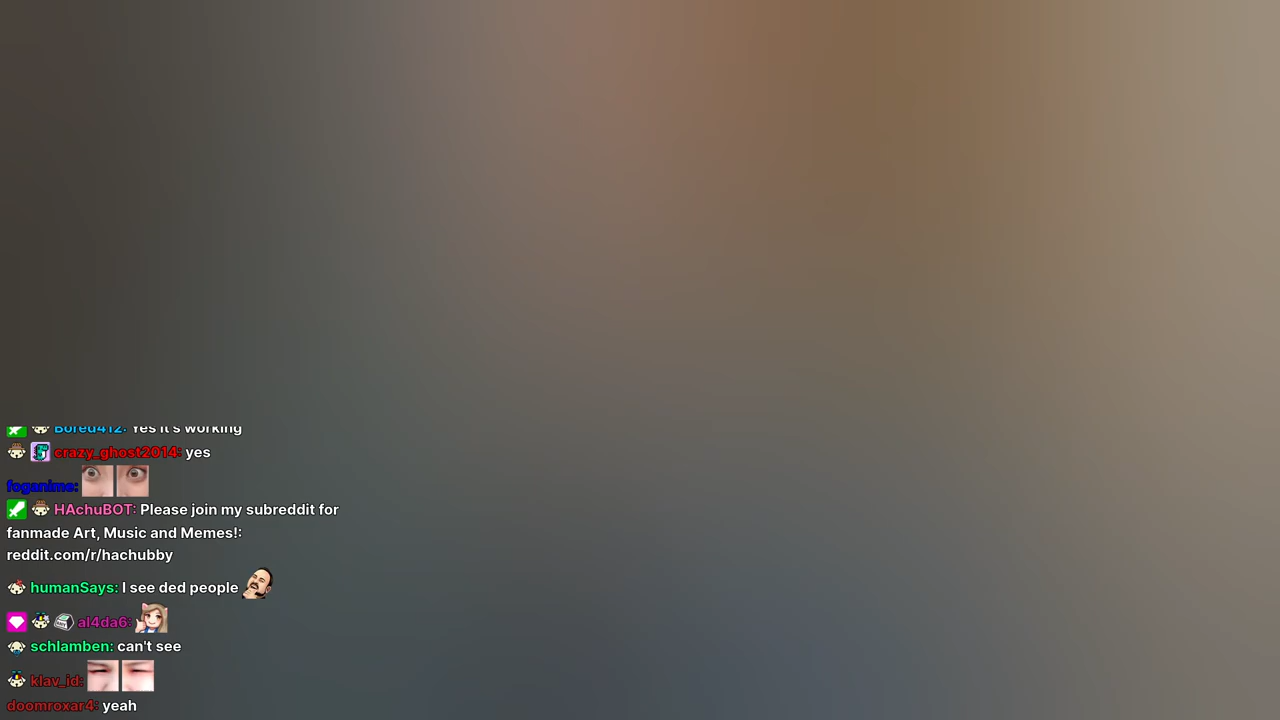 Bored412: Yes it's working
crazy_ghost2014: yes
foganime:
HAchuBOT: Please join my subreddit for
fanmade Art, Music and Memes!:
reddit.com/r/hachubby
humanSays: I see ded people
al4da6:
schlamben: can't see
klav_id:
doomroxar4: yeah